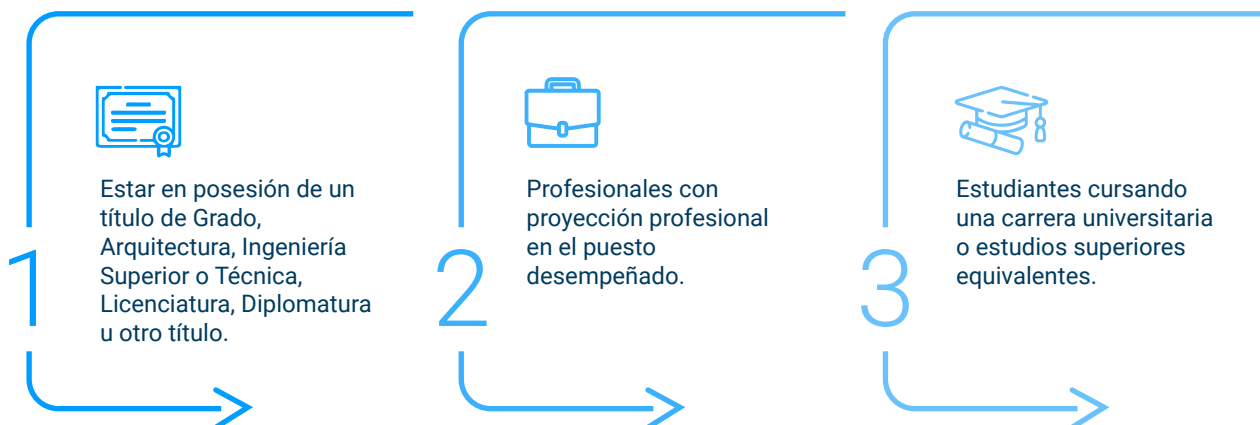 1
Estar en posesión de un
título de Grado,
Arquitectura, Ingeniería
Superior o Técnica,
Licenciatura, Diplomatura
u otro título.
2
Profesionales con
proyección profesional
en el puesto
desempeñado.
3
Estudiantes cursando
una carrera universitaria
o estudios superiores
equivalentes.